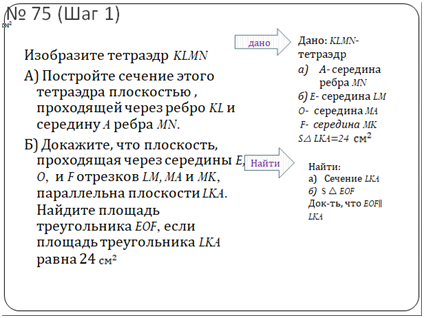 № 75 (Шаг 1)
см²
Изобразите тетраэдр KLMN
А) Постройте сечение этого
тетраэдра плоскостью ,
проходящей через ребро KL и
середину A ребра MN.
Б) Докажите, что плоскость,
проходящая через середины E,
O, и F отрезков LM, MA и MK,
параллельна плоскости LKA.
Найдите площадь
треугольника EOF, если
площадь треугольника LKA
равна 24 см²
дано
Дано: KLMN-
тетраэдр
а) A- середина
ребра MN
б) E- середина LM
O- середина MA
F- середина MK
S△ LKA=24 см²
Найти
Найти:
а) Сечение LKA
б) S △ EOF
Док-ть, что EOF||
LKA